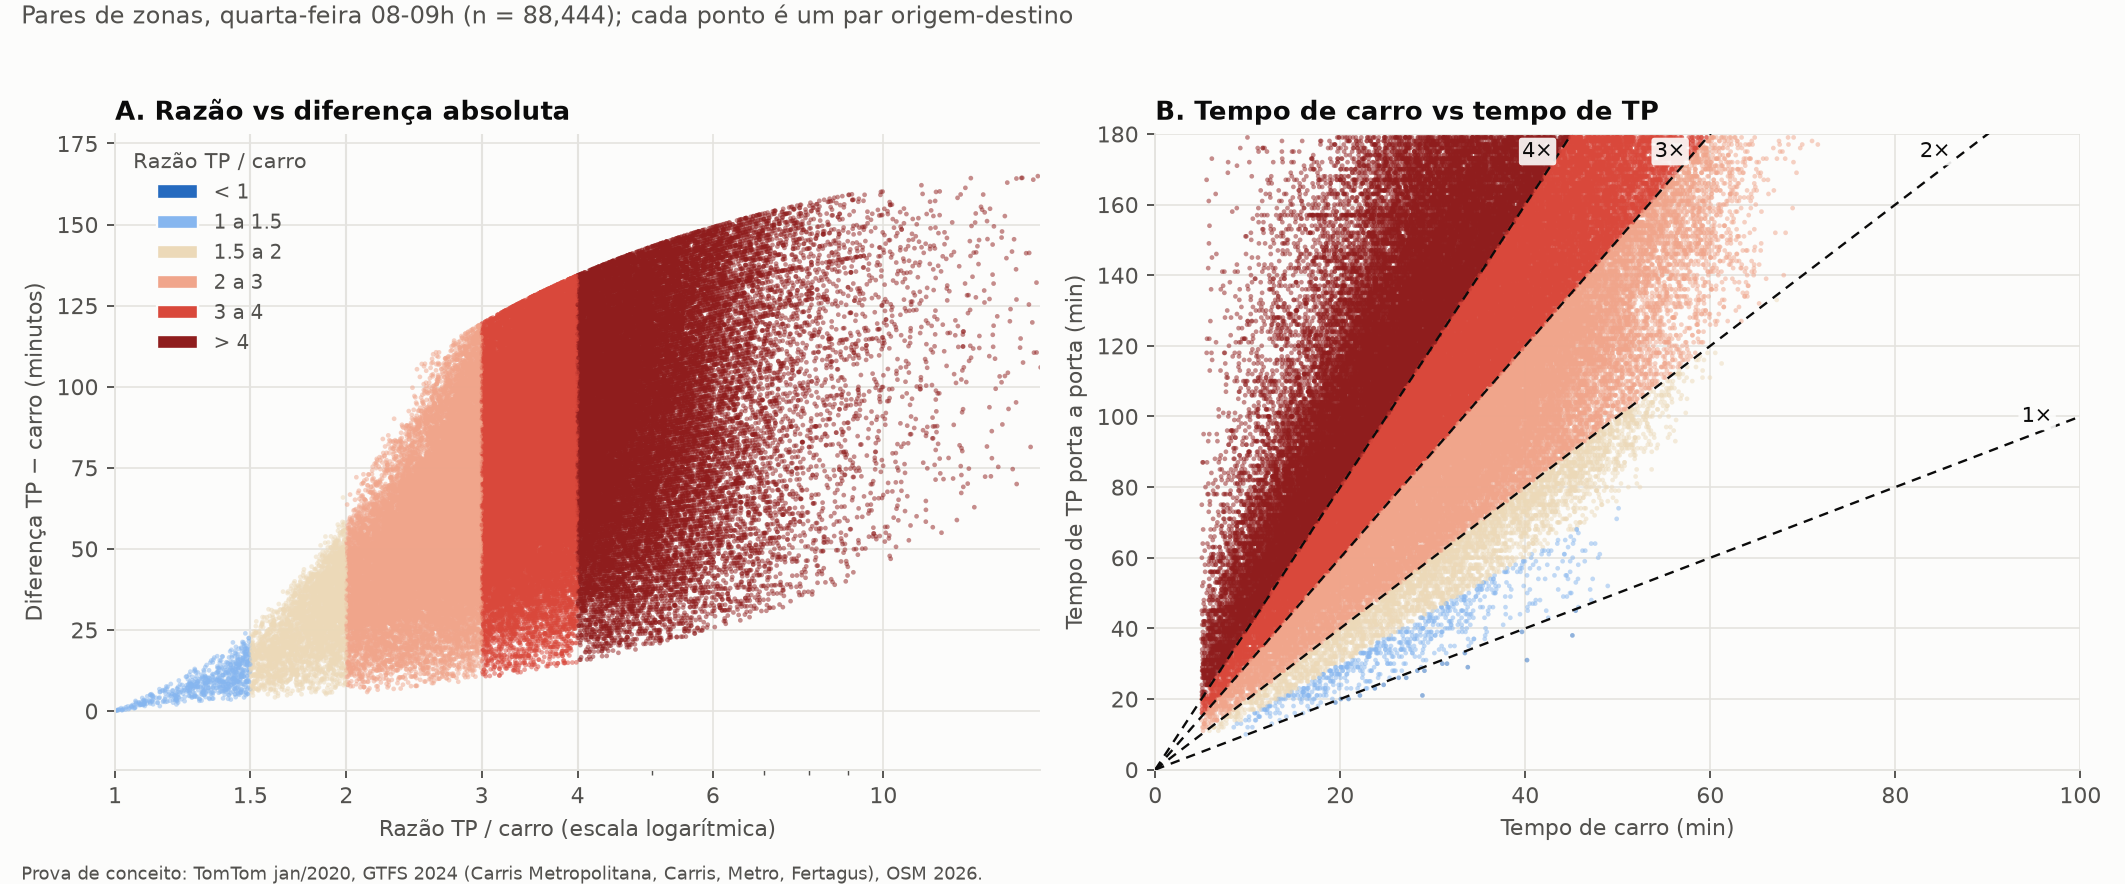 Pares de zonas, quarta-feira 08-09h (n = 88,444); cada ponto é um par origem-destino
A. Razão vs diferença absoluta
Diferença TP − carro (minutos)
175
150
125
100
75
50
25
0
Razão TP / carro
< 1
1 a 1.5
1.5 a 2
2 a 3
3 a 4
> 4
1
1.5
2
3
4
6
10
Razão TP / carro (escala logarítmica)
B. Tempo de carro vs tempo de TP
Tempo de TP porta a porta (min)
180
160
140
120
100
80
60
40
20
0
4×
3×
2×
1×
0
20
40
60
80
100
Tempo de carro (min)
Prova de conceito: TomTom jan/2020, GTFS 2024 (Carris Metropolitana, Carris, Metro, Fertagus), OSM 2026.